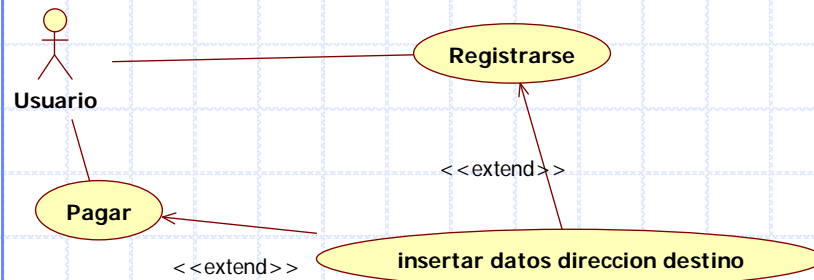 Registrarse
Usuario
<<extend>>
Pagar
insertar datos direccion destino
<<extend>>